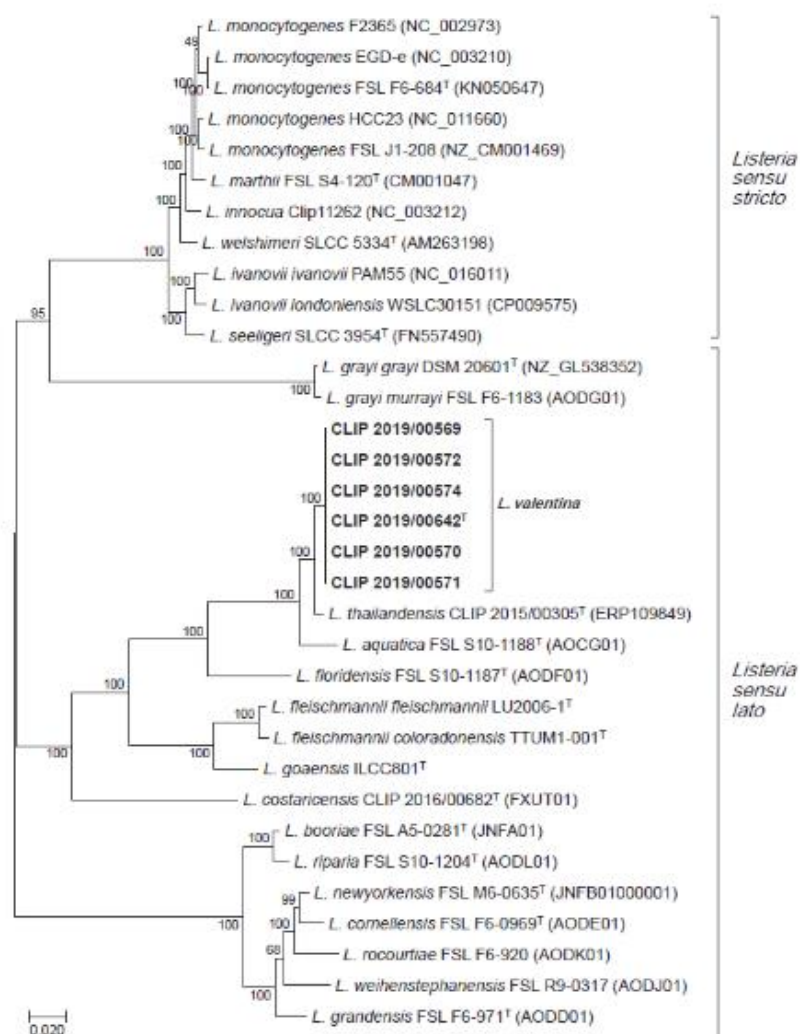 L. monocytogenes F2365 (NC_002973)
49
L. monocytogenes EGD-e (NC_003210)
100
100
L. monocytogenes FSL F6-684ᵀ (KN050647)
L. monocytogenes HCC23 (NC_011660)
100
100
L. monocytogenes FSL J1-208 (NZ_CM001469)
100
L. marthii FSL S4-120ᵀ (CM001047)
100
L. innocua Clip11262 (NC_003212)
L. welshimeri SLCC 5334ᵀ (AM263198)
100
L. ivanovii ivanovii PAM55 (NC_016011)
100
L. ivanovii londoniensis WSLC30151 (CP009575)
100
L. seeligeri SLCC 3954ᵀ (FN557490)
Listeria
sensu
stricto
95
L. grayi grayi DSM 20601ᵀ (NZ_GL538352)
100
L. grayi murrayi FSL F6-1183 (AODG01)
CLIP 2019/00569
CLIP 2019/00572
CLIP 2019/00574
100
CLIP 2019/00642ᵀ
CLIP 2019/00570
CLIP 2019/00571
L. valentina
100
L. thailandensis CLIP 2015/00305ᵀ (ERP109849)
100
L. aquatica FSL S10-1188ᵀ (AOCG01)
100
L. floridensis FSL S10-1187ᵀ (AODF01)
100
L. fleischmannii fleischmannii LU2006-1ᵀ
100
L. fleischmannii coloradonensis TTUM1-001ᵀ
100
L. goaensis ILCC801ᵀ
100
L. costaricensis CLIP 2016/00682ᵀ (FXUT01)
Listeria
sensu
lato
L. booriae FSL A5-0281ᵀ (JNFA01)
100
L. riparia FSL S10-1204ᵀ (AODL01)
L. newyorkensis FSL M6-0635ᵀ (JNFB01000001)
99
L. cornellensis FSL F6-0969ᵀ (AODE01)
100
100
L. rocourtiae FSL F6-920 (AODK01)
68
L. weihenstephanensis FSL R9-0317 (AODJ01)
100
L. grandensis FSL F6-971ᵀ (AODD01)
0.020